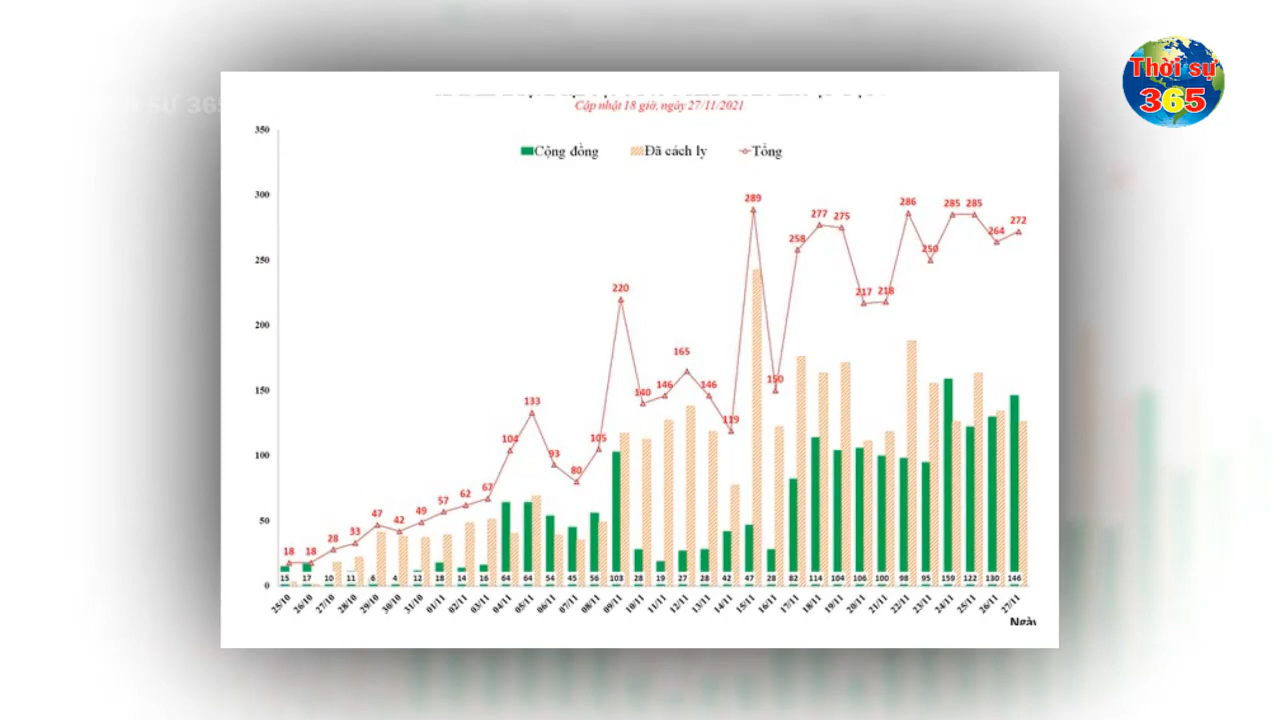 Thời sự
365
Cập nhật 18 giờ, ngày 27/11/2021
Cộng đồng Đã cách ly Tổng
350
300
250
200
150
100
50
0
18 18 28 33 47 42 49 57 62 67 104 133 93 80 105 220 140 146 165 146 119 289 150 258 277 275 217 218 286 250 285 285 264 272
15 17 10 11 6 4 12 18 14 16 64 64 54 45 56 103 28 19 27 28 42 47 28 82 114 104 106 100 98 95 159 122 130 146
25/10 26/10 27/10 28/10 29/10 30/10 31/10 01/11 02/11 03/11 04/11 05/11 06/11 07/11 08/11 09/11 10/11 11/11 12/11 13/11 14/11 15/11 16/11 17/11 18/11 19/11 20/11 21/11 22/11 23/11 24/11 25/11 26/11 27/11
Ngày